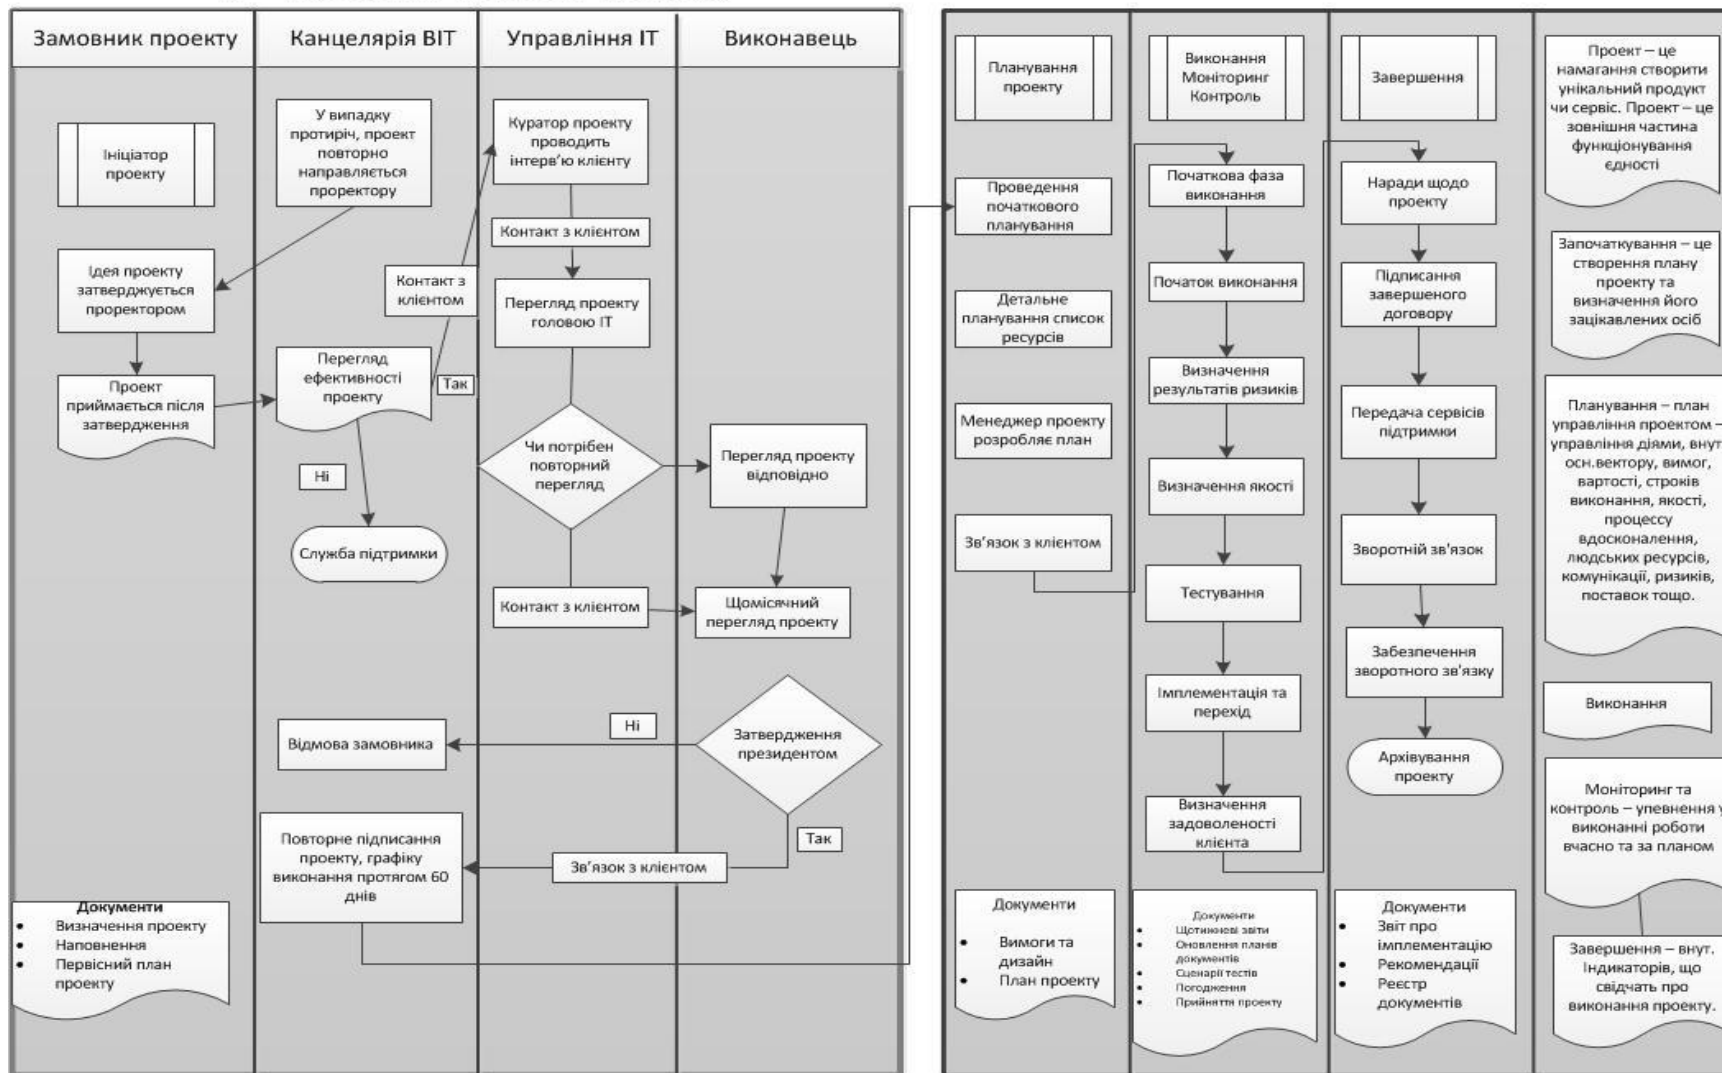 Замовник проекту
Канцелярія ВІТ
Управління ІТ
Виконавець
Ініціатор
проекту
Ідея проекту
затверджується
проректором
Проект
приймається після
затвердження
Документи
• Визначення проекту
• Наповнення
• Первісний план
проекту
У випадку
протиріч, проект
повторно
направляється
проректору
Контакт з
клієнтом
Перегляд
ефективності
проекту
Так
Ні
Служба підтримки
Відмова замовника
Повторне підписання
проекту, графіку
виконання протягом 60
днів
Куратор проекту
проводить
інтерв'ю клієнту
Контакт з клієнтом
Перегляд проекту
головою ІТ
Чи потрібен
повторний
перегляд
Контакт з клієнтом
Ні
Зв'язок з клієнтом
Перегляд проекту
відповідно
Щомісячний
перегляд проекту
Затвердження
президентом
Так
Планування
проекту
Проведення
початкового
планування
Детальне
планування список
ресурсів
Менеджер проекту
розробляє план
Зв'язок з клієнтом
Документи
• Вимоги та
дизайн
• План проекту
Виконання
Моніторинг
Контроль
Початкова фаза
виконання
Початок виконання
Визначення
результатів ризиків
Визначення якості
Тестування
Імплементація та
перехід
Визначення
задоволеності
клієнта
Документи
• Щотижневі звіти
• Оновлення планів
документів
• Сценарії тестів
• Погодження
• Прийняття проекту
Завершення
Наради щодо
проекту
Підписання
завершеного
договору
Передача сервісів
підтримки
Зворотній зв'язок
Забезпечення
зворотного зв'язку
Архівування
проекту
Документи
• Звіт про
імплементацію
• Рекомендації
• Реєстр
документів
Проект – це
намагання створити
унікальний продукт
чи сервіс. Проект – це
зовнішня частина
функціонування
єдності
Започаткування – це
створення плану
проекту та
визначення його
зацікавлених осіб
Планування – план
управління проектом –
управління діями, внут.
осн.вектору, вимог,
вартості, строків
виконання, якості,
процессу
вдосконалення,
людських ресурсів,
комунікації, ризиків,
поставок тощо.
Виконання
Моніторинг та
контроль – упевнення у
виконанні роботи
вчасно та за планом
Завершення – внут.
Індикаторів, що
свідчать про
виконання проекту.